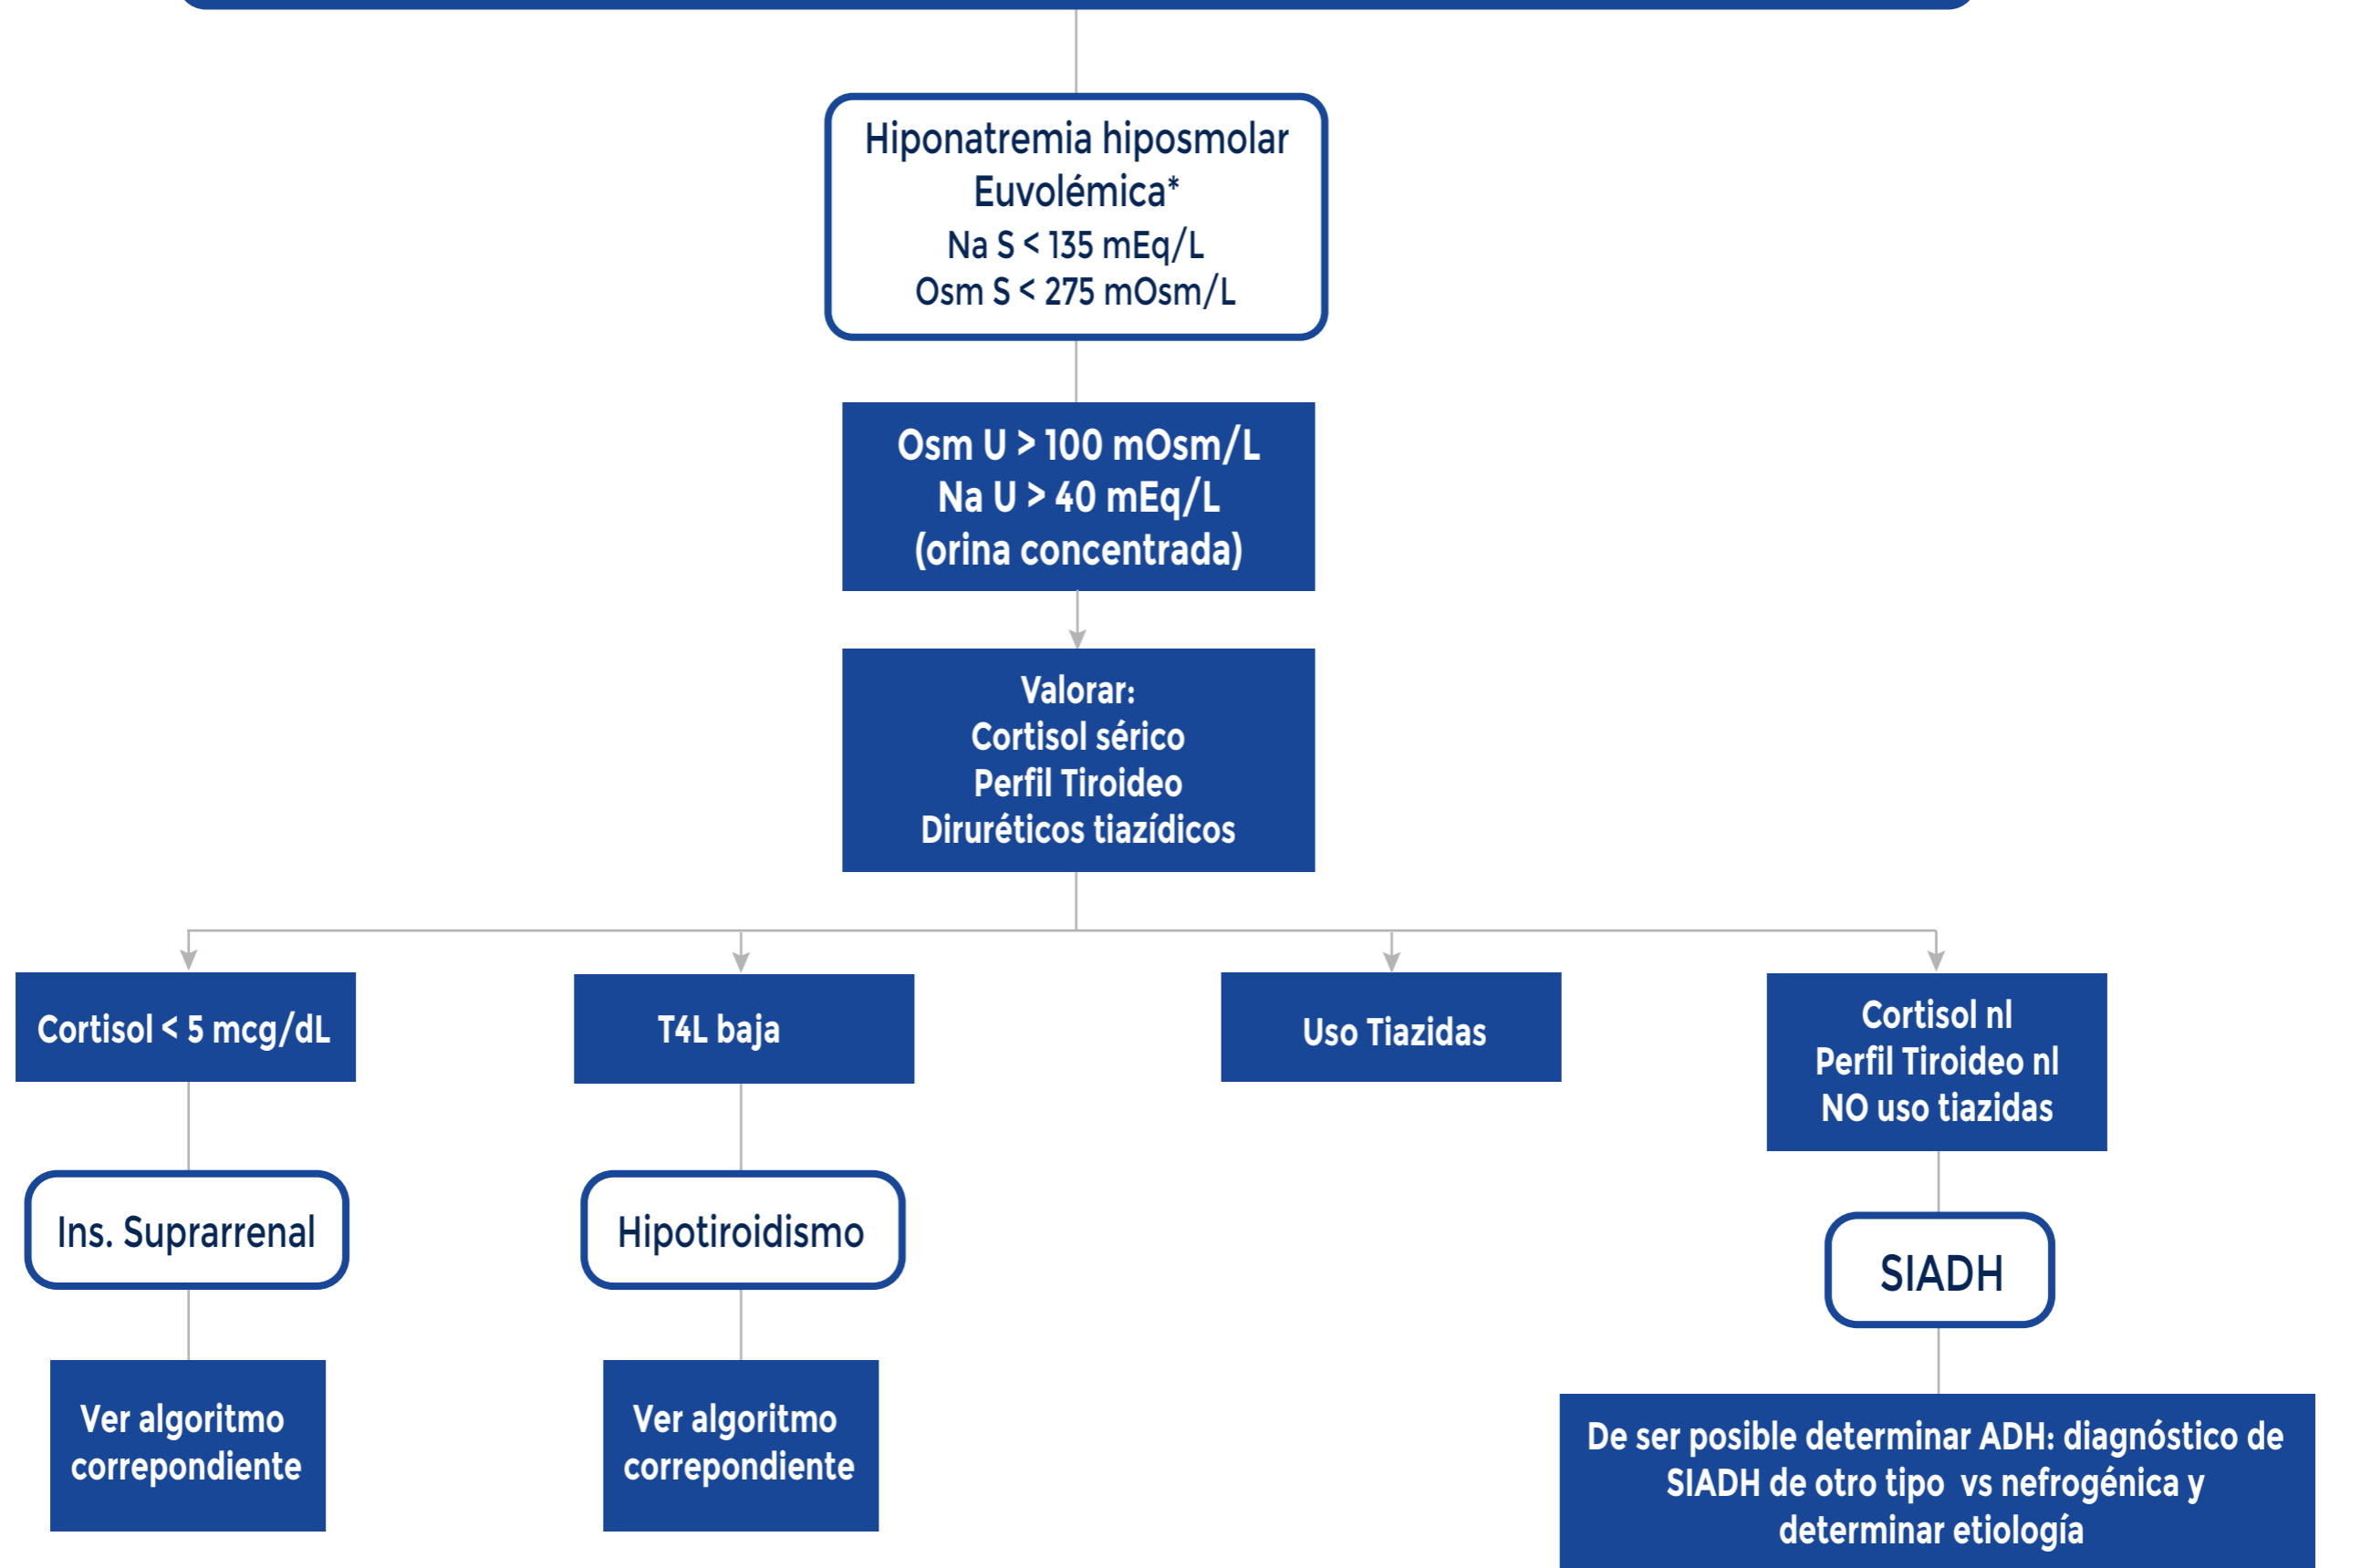 Hiponatremia hiposmolar
Euvolémica*
Na S < 135 mEq/L
Osm S < 275 mOsm/L
Osm U > 100 mOsm/L
Na U > 40 mEq/L
(orina concentrada)
Valorar:
Cortisol sérico
Perfil Tiroideo
Diruréticos tiazídicos
Cortisol < 5 mcg/dL
T4L baja
Uso Tiazidas
Cortisol nl
Perfil Tiroideo nl
NO uso tiazidas
Ins. Suprarrenal
Hipotiroidismo
SIADH
Ver algoritmo
correpondiente
Ver algoritmo
correpondiente
De ser posible determinar ADH: diagnóstico de
SIADH de otro tipo  vs nefrogénica y
determinar etiología